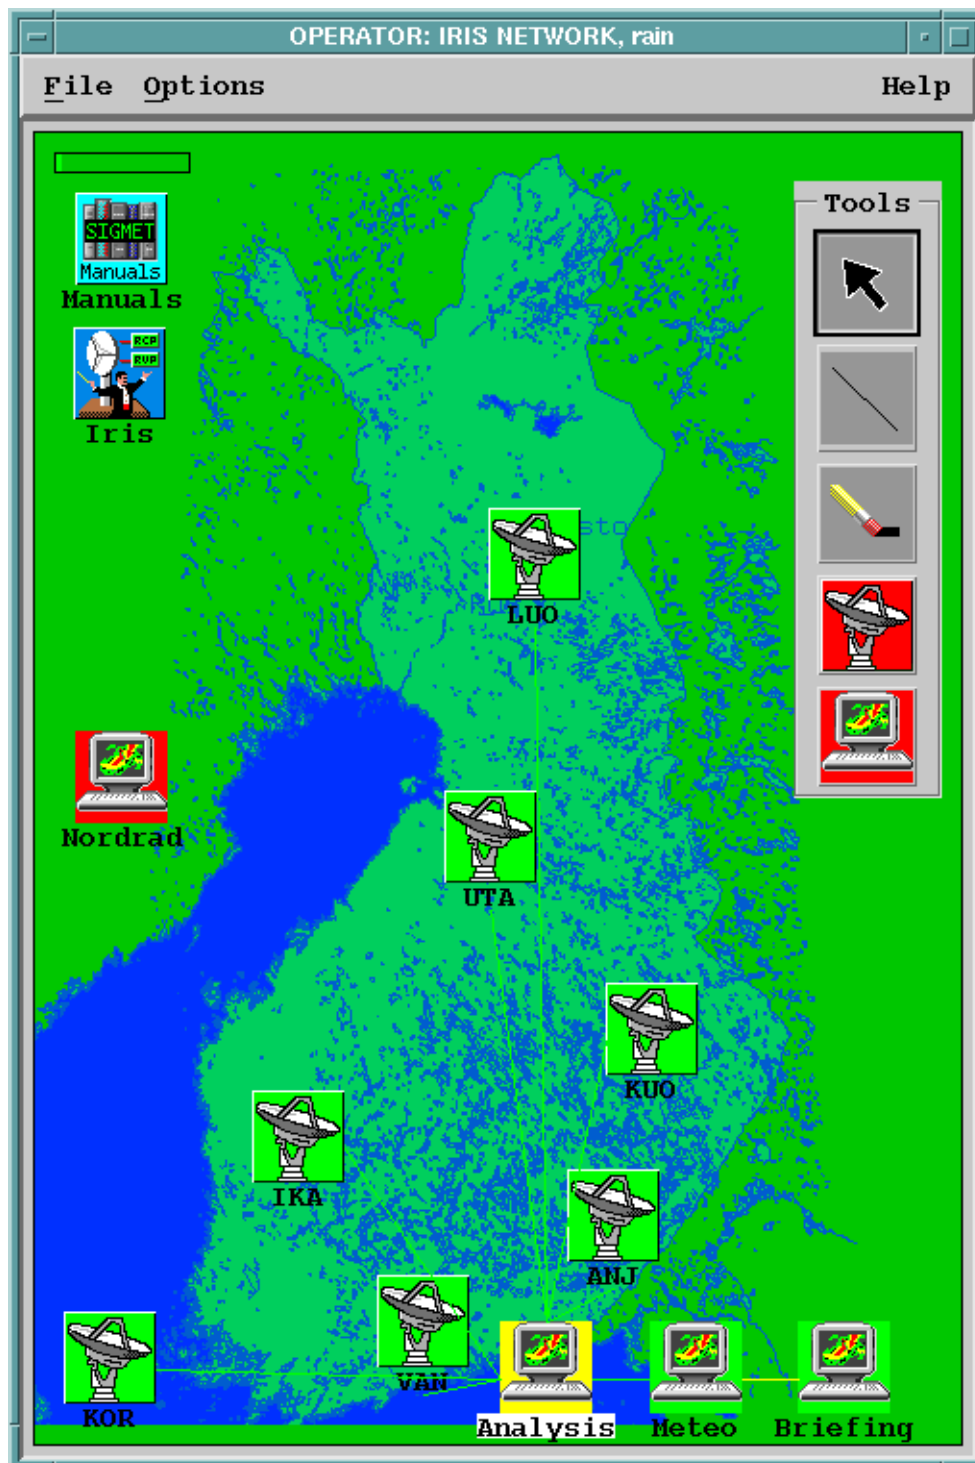 OPERATOR: IRIS NETWORK, rain
File Options Help
Tools
SIGMET
Manuals
Manuals
RCP
RVP
Iris
LUO
Nordrad
UTA
KUO
IKA
ANJ
VAN
KOR
Analysis
Meteo
Briefing